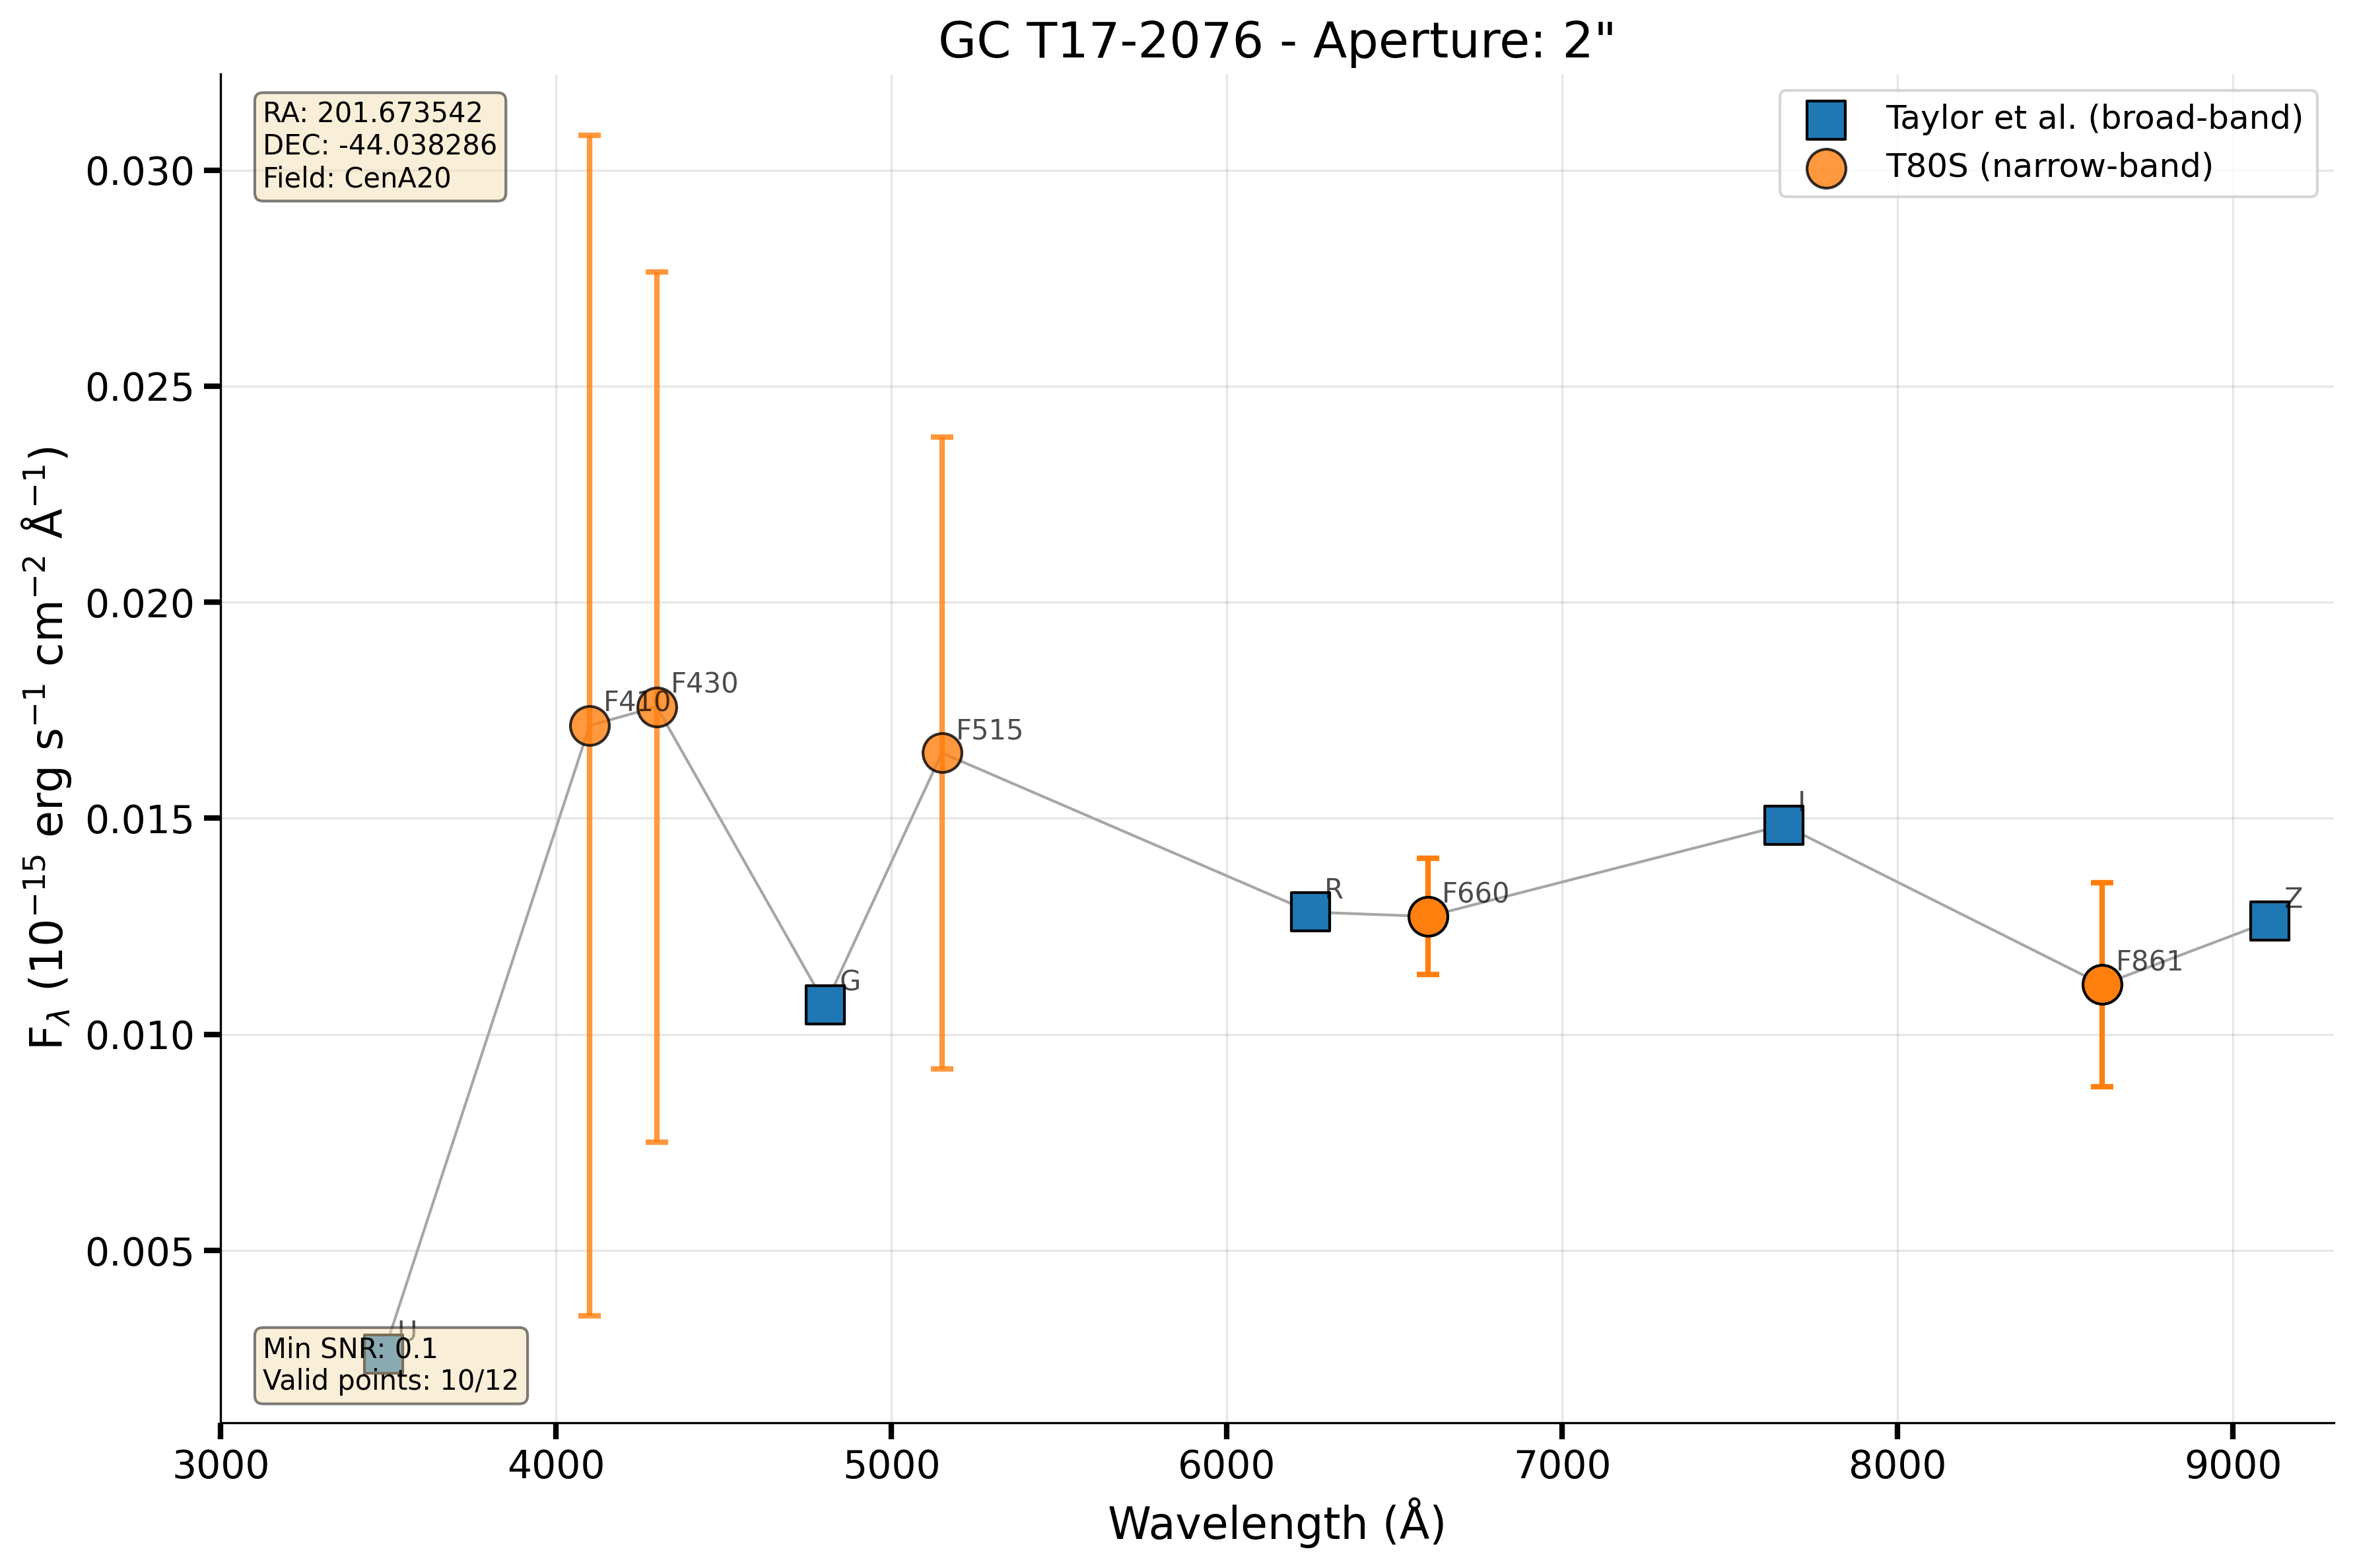 GC T17-2076 - Aperture: 2"
RA: 201.673542
DEC: -44.038286
Field: CenA20
Taylor et al. (broad-band)
T80S (narrow-band)
F_λ (10⁻¹⁵ erg s⁻¹ cm⁻² Å⁻¹)
0.030
0.025
0.020
0.015
0.010
0.005
F410
F430
G
F515
R
F660
I
F861
Z
U
Min SNR: 0.1
Valid points: 10/12
3000 4000 5000 6000 7000 8000 9000
Wavelength (Å)